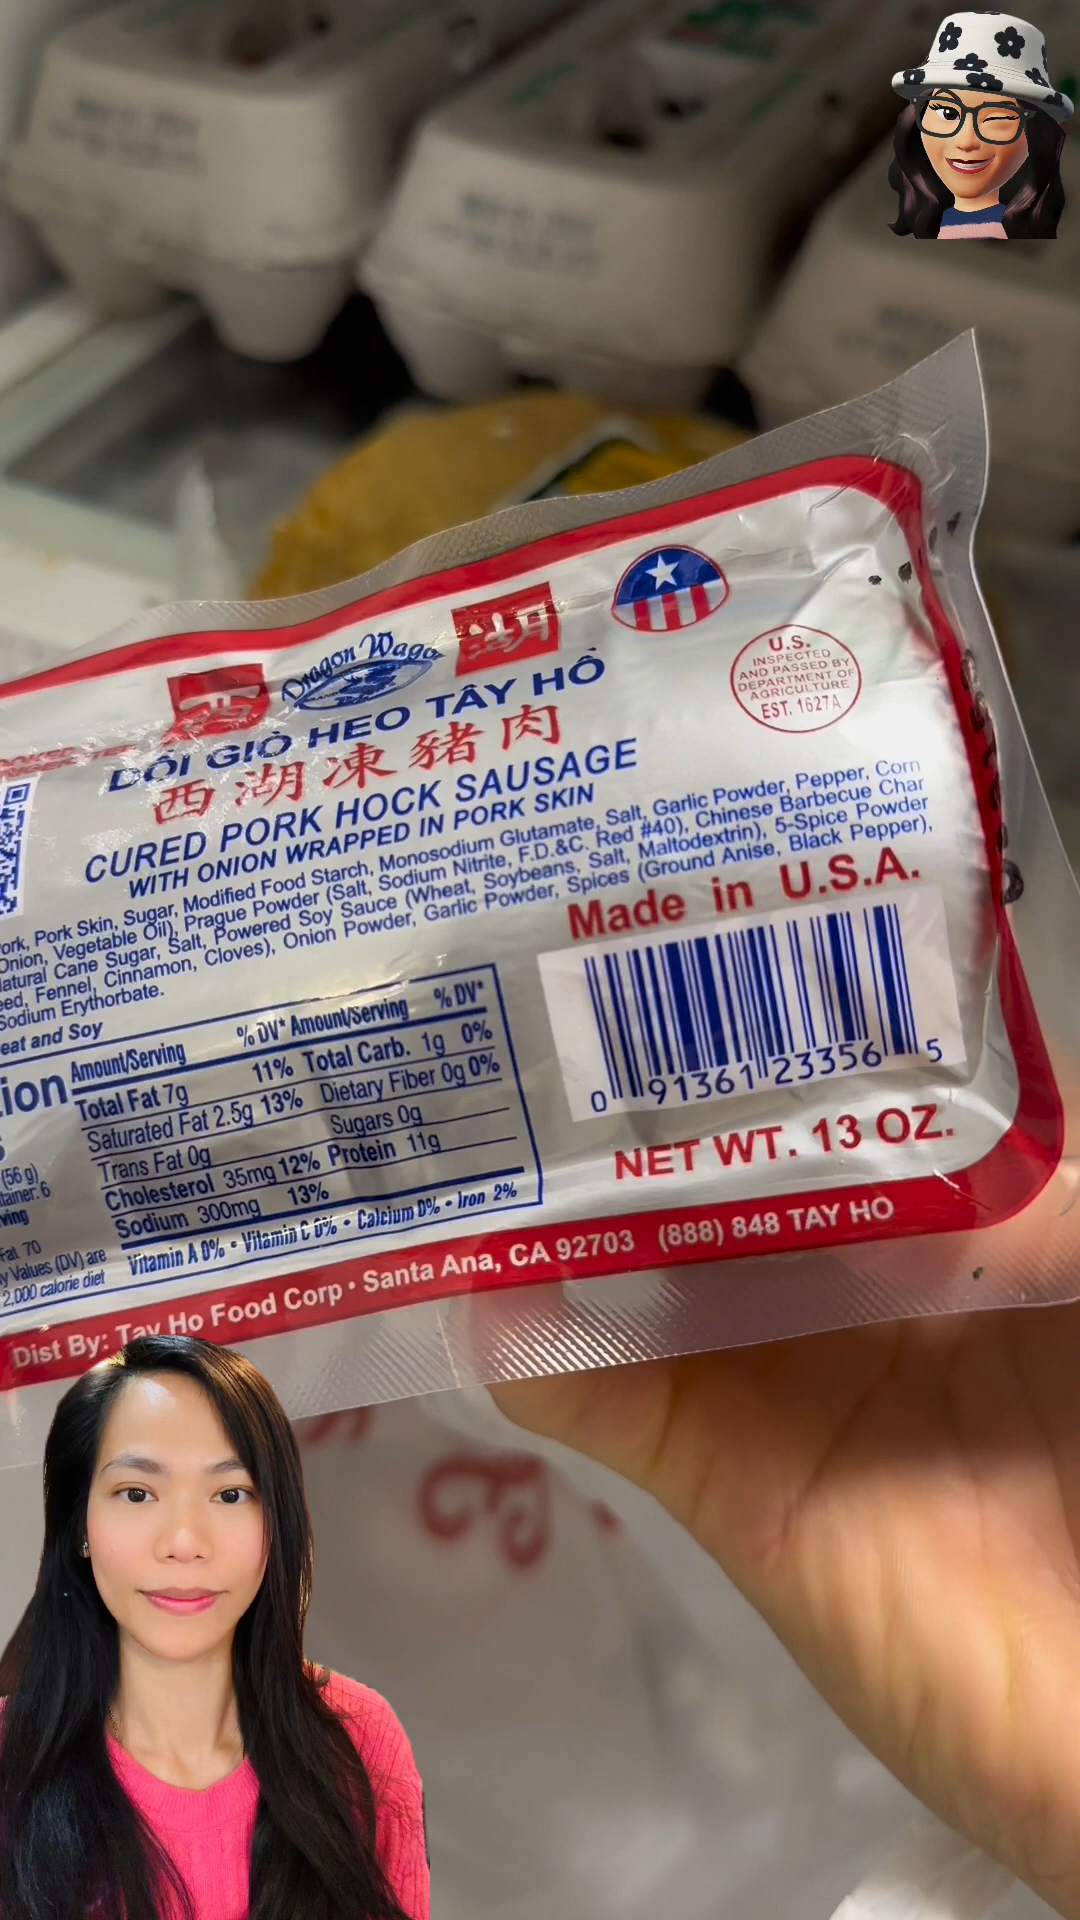 Dragon Wago
湖
DỒI GIÒ HEO TÂY HỒ
西湖凍豬肉
CURED PORK HOCK SAUSAGE
WITH ONION WRAPPED IN PORK SKIN
U.S.
INSPECTED
AND PASSED BY
DEPARTMENT OF
AGRICULTURE
EST. 1627A
ork, Pork Skin, Sugar, Modified Food Starch, Monosodium Glutamate, Salt, Garlic Powder, Pepper, Corn
Onion, Vegetable Oil), Prague Powder (Salt, Sodium Nitrite, F.D.&C. Red #40), Chinese Barbecue Char
latural Cane Sugar, Salt, Powered Soy Sauce (Wheat, Soybeans, Salt, Maltodextrin), 5-Spice Powder
eed, Fennel, Cinnamon, Cloves), Onion Powder, Garlic Powder, Spices (Ground Anise, Black Pepper),
Sodium Erythorbate.
eat and Soy
Made in U.S.A.
ion
Amount/Serving % DV* Amount/Serving % DV*
Total Fat 7g 11% Total Carb. 1g 0%
Saturated Fat 2.5g 13% Dietary Fiber 0g 0%
Trans Fat 0g Sugars 0g
Cholesterol 35mg 12% Protein 11g
Sodium 300mg 13%
Vitamin A 0% • Vitamin C 0% • Calcium 0% • Iron 2%
(56 g)
tainer: 6
ving
Fat 70
y Values (DV) are
2,000 calorie diet
0 91361 23356 5
NET WT. 13 OZ.
Dist By: Tay Ho Food Corp • Santa Ana, CA 92703 (888) 848 TAY HO